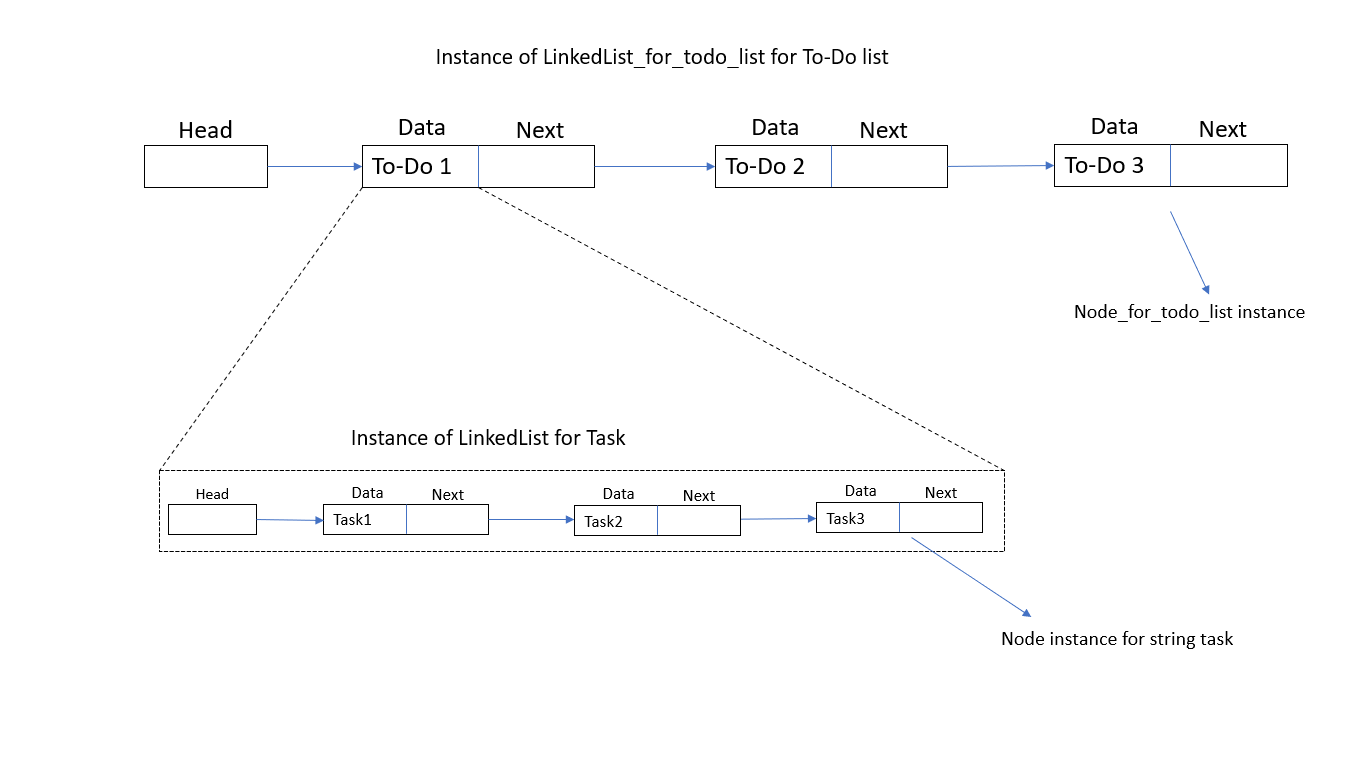 Instance of LinkedList_for_todo_list for To-Do list
Head
Data
Next
Data
Next
Data
Next
To-Do 1
To-Do 2
To-Do 3
Node_for_todo_list instance
Instance of LinkedList for Task
Head
Data
Next
Data
Next
Data
Next
Task1
Task2
Task3
Node instance for string task